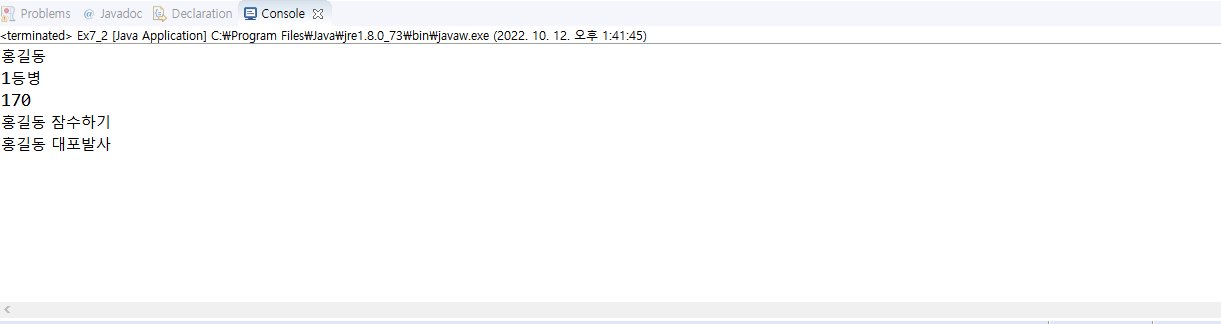 Problems @ Javadoc Declaration Console
<terminated> Ex7_2 [Java Application] C:₩Program Files₩Java₩jre1.8.0_73₩bin₩javaw.exe (2022. 10. 12. 오후 1:41:45)
홍길동
1등병
170
홍길동 잠수하기
홍길동 대포발사